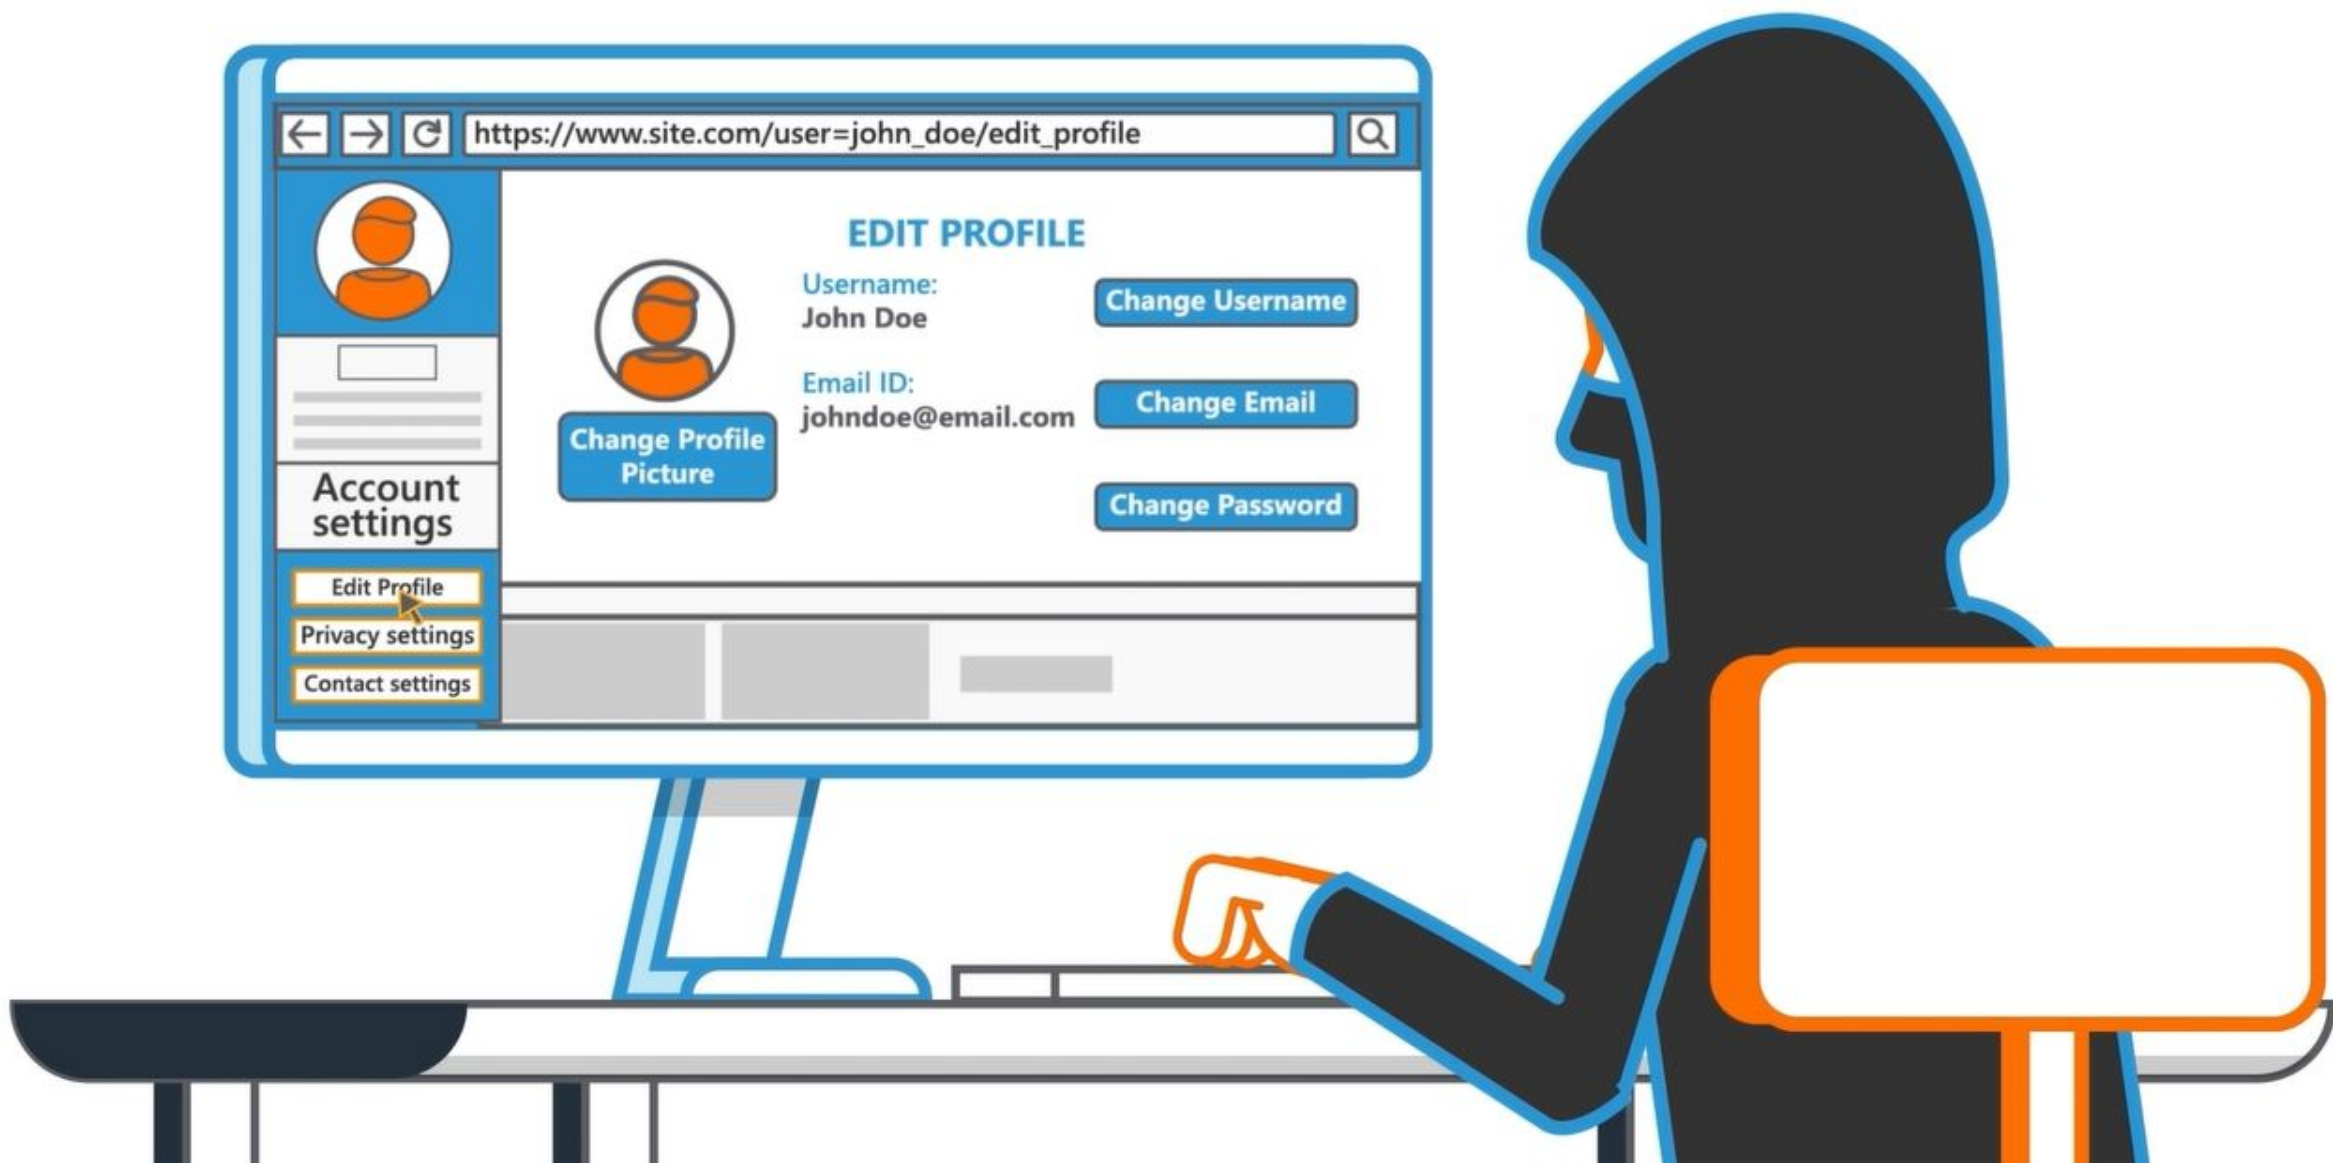 https://www.site.com/user=john_doe/edit_profile
EDIT PROFILE
Username:
John Doe
Change Username
Email ID:
johndoe@email.com
Change Email
Change Profile
Picture
Change Password
Account
settings
Edit Profile
Privacy settings
Contact settings